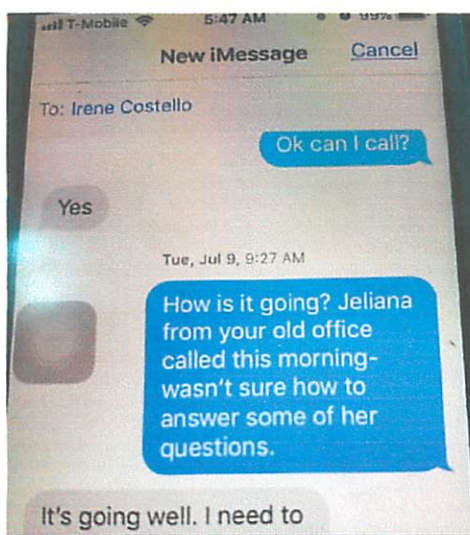 T-Mobile 5:47 AM 99%
New iMessage Cancel
To: Irene Costello
Ok can I call?
Yes
Tue, Jul 9, 9:27 AM
How is it going? Jeliana
from your old office
called this morning-
wasn't sure how to
answer some of her
questions.
It's going well. I need to